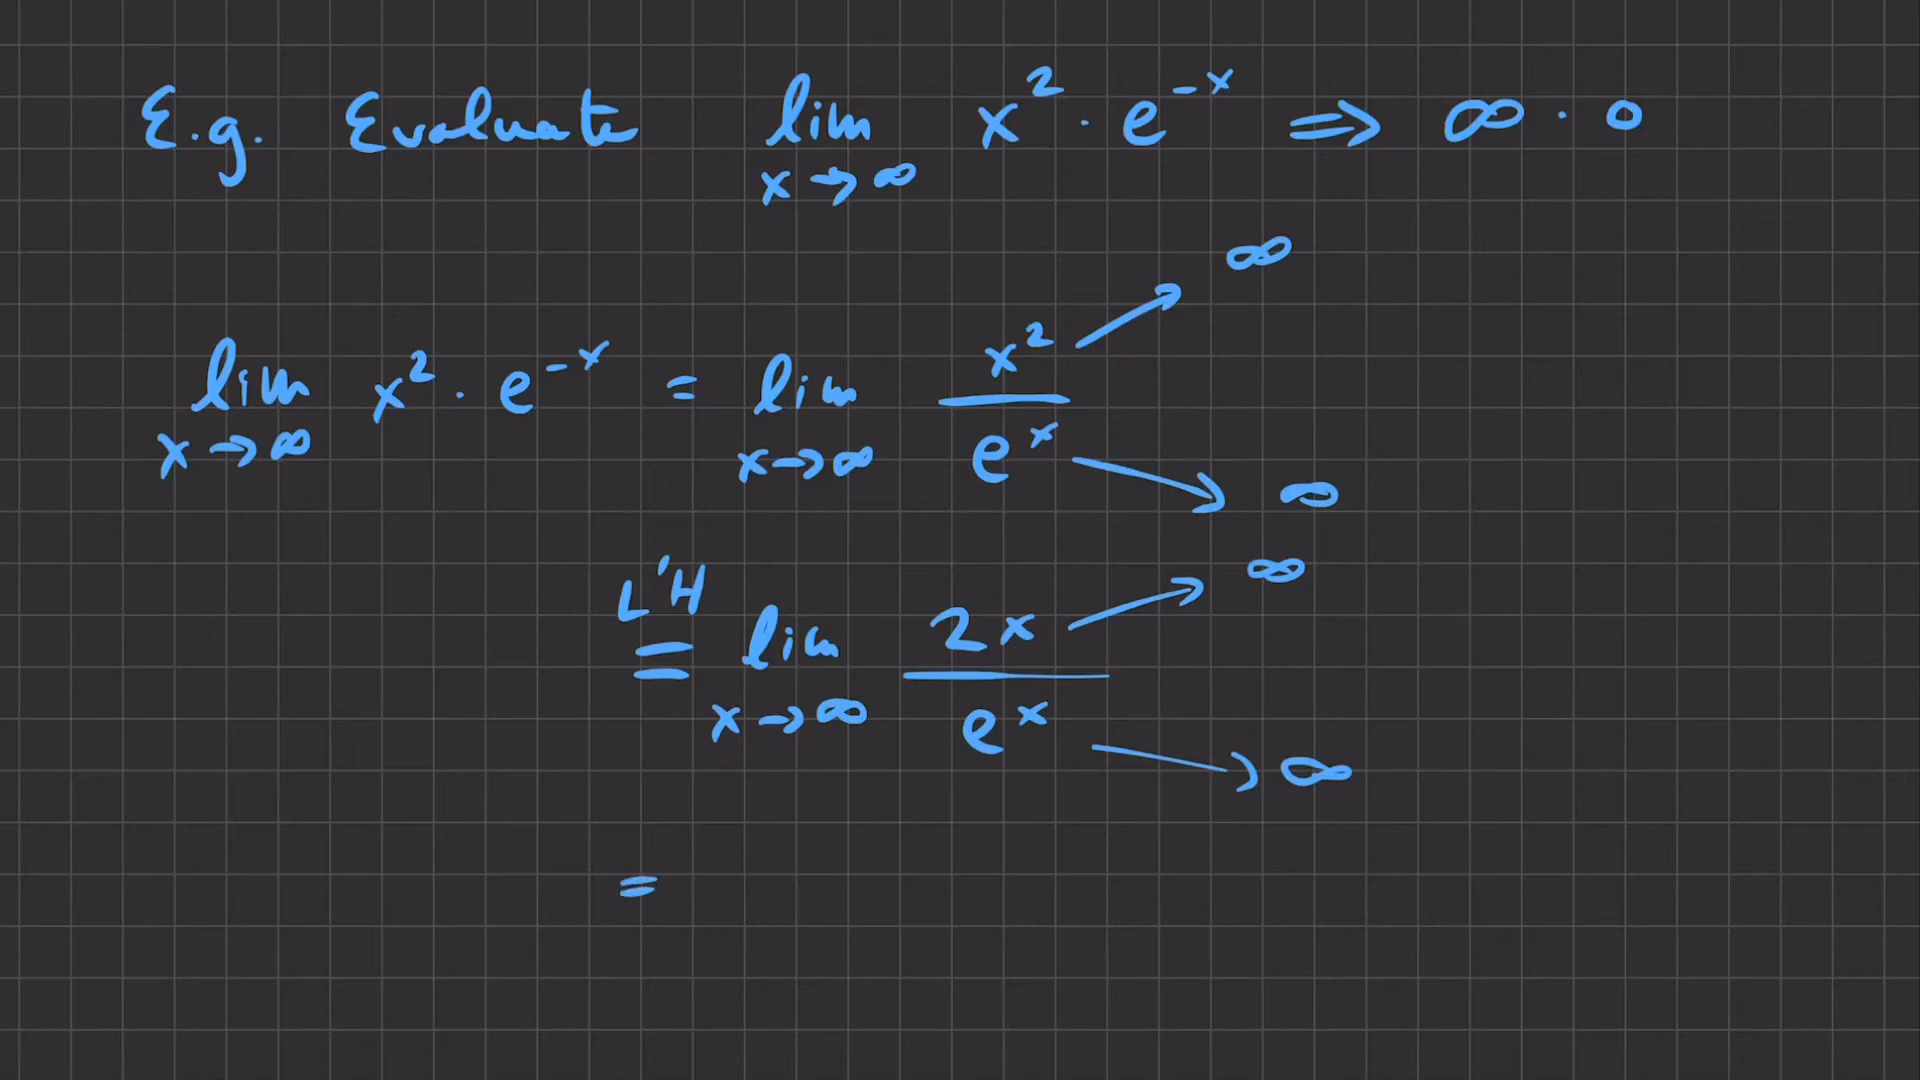 E.g. Evaluate lim x→∞ x² · e⁻ˣ ⇒ ∞ · 0
lim x→∞ x² · e⁻ˣ = lim x→∞ x²/eˣ ↗ ∞ ↘ ∞
L'H = lim x→∞ 2x/eˣ ↗ ∞ ↘ ∞
=